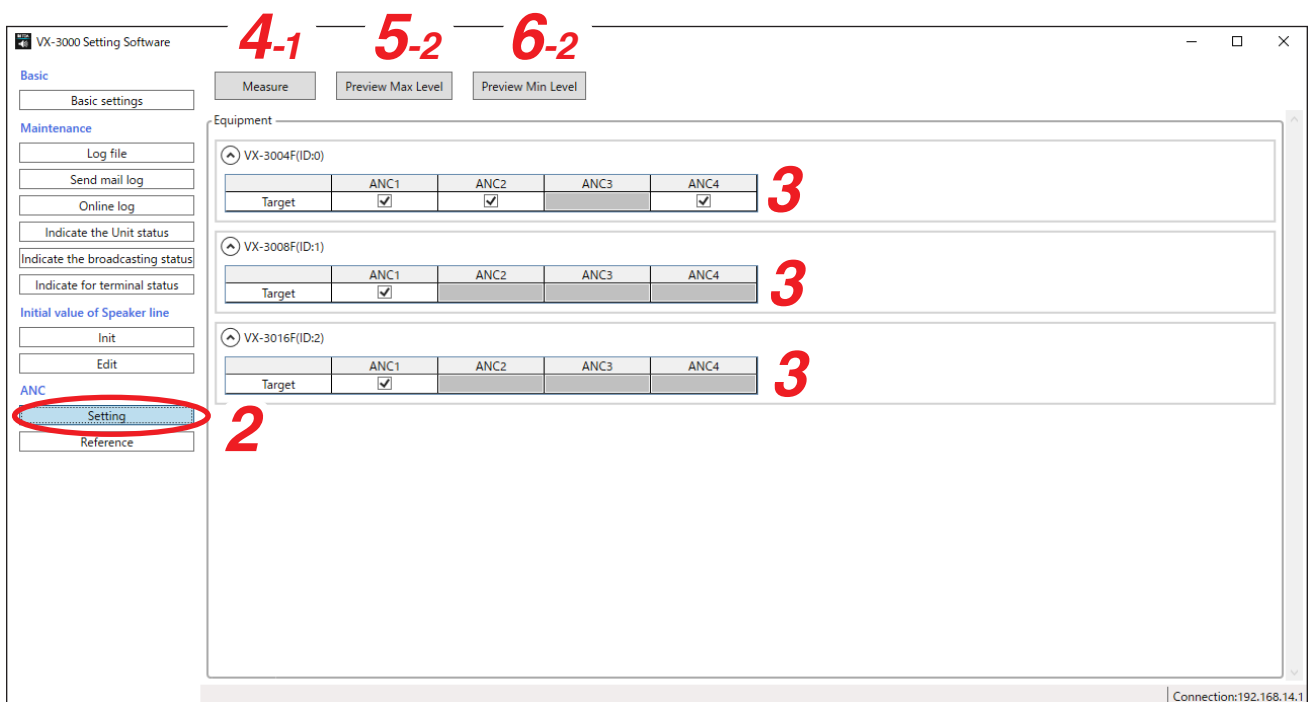 4-1 5-2 6-2
VX-3000 Setting Software
Basic
Basic settings
Maintenance
Log file
Send mail log
Online log
Indicate the Unit status
Indicate the broadcasting status
Indicate for terminal status
Initial value of Speaker line
Init
Edit
ANC
Setting
2
Reference
Measure Preview Max Level Preview Min Level
Equipment
VX-3004F(ID:0)
ANC1 ANC2 ANC3 ANC4
Target
3
VX-3008F(ID:1)
ANC1 ANC2 ANC3 ANC4
Target
3
VX-3016F(ID:2)
ANC1 ANC2 ANC3 ANC4
Target
3
Connection:192.168.14.1